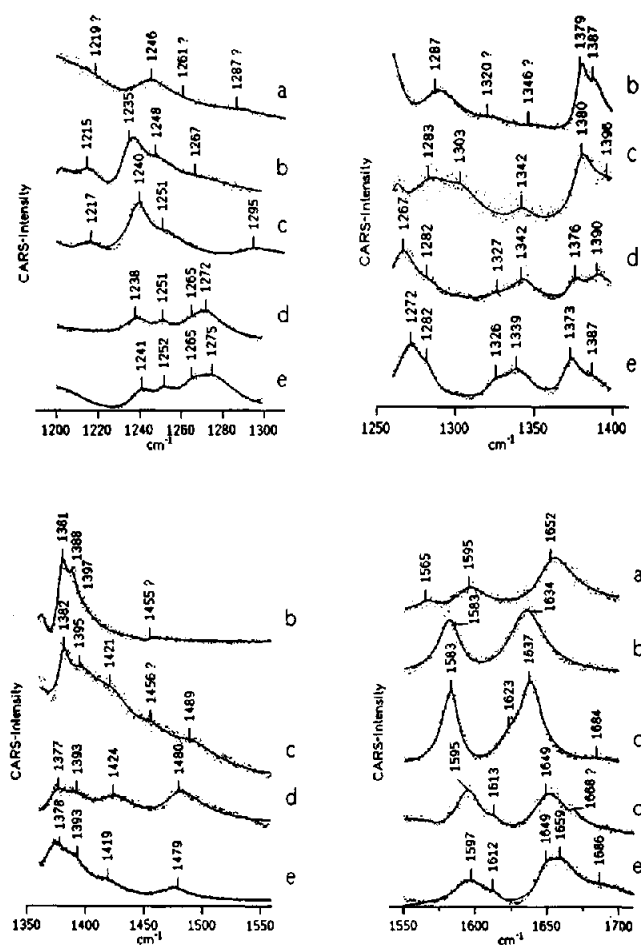 1219 ?
1246
1261 ?
1287 ?
a
1215
1235
1248
1267
b
1217
1240
1251
1295
c
1238
1251
1265
1272
d
1241
1252
1265
1275
e
CARS-Intensity
1200 1220 1240 1260 1280 1300
cm-1
1287
1320 ?
1346 ?
1379
1387
b
1283
1303
1342
1380
1396
c
1267
1282
1327
1342
1376
1390
d
1272
1282
1326
1339
1373
1387
e
CARS-Intensity
1250 1300 1350 1400
cm-1
1381
1388
1397
1455 ?
b
1382
1395
1421
1456 ?
1489
c
1377
1393
1424
1480
d
1378
1393
1419
1479
e
CARS-Intensity
1350 1400 1450 1500 1550
cm-1
1565
1595
1652
a
1583
1634
b
1583
1623
1637
1684
c
1595
1613
1649
1668 ?
d
1597
1612
1649
1659
1686
e
CARS-Intensity
1550 1600 1650 1700
cm-1